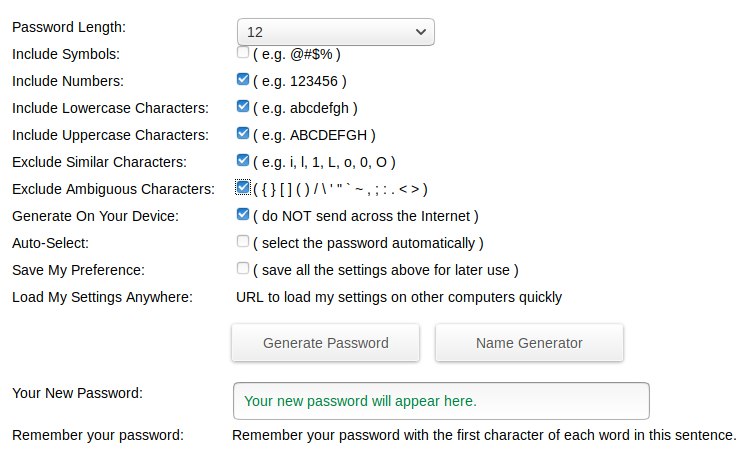 Password Length: 12
Include Symbols: ( e.g. @#$% )
Include Numbers: ( e.g. 123456 )
Include Lowercase Characters: ( e.g. abcdefgh )
Include Uppercase Characters: ( e.g. ABCDEFGH )
Exclude Similar Characters: ( e.g. i, l, 1, L, o, 0, O )
Exclude Ambiguous Characters: ( { } [ ] ( ) / \ ' " ` ~ , ; : . < > )
Generate On Your Device: ( do NOT send across the Internet )
Auto-Select: ( select the password automatically )
Save My Preference: ( save all the settings above for later use )
Load My Settings Anywhere: URL to load my settings on other computers quickly
Generate Password Name Generator
Your New Password: Your new password will appear here.
Remember your password: Remember your password with the first character of each word in this sentence.